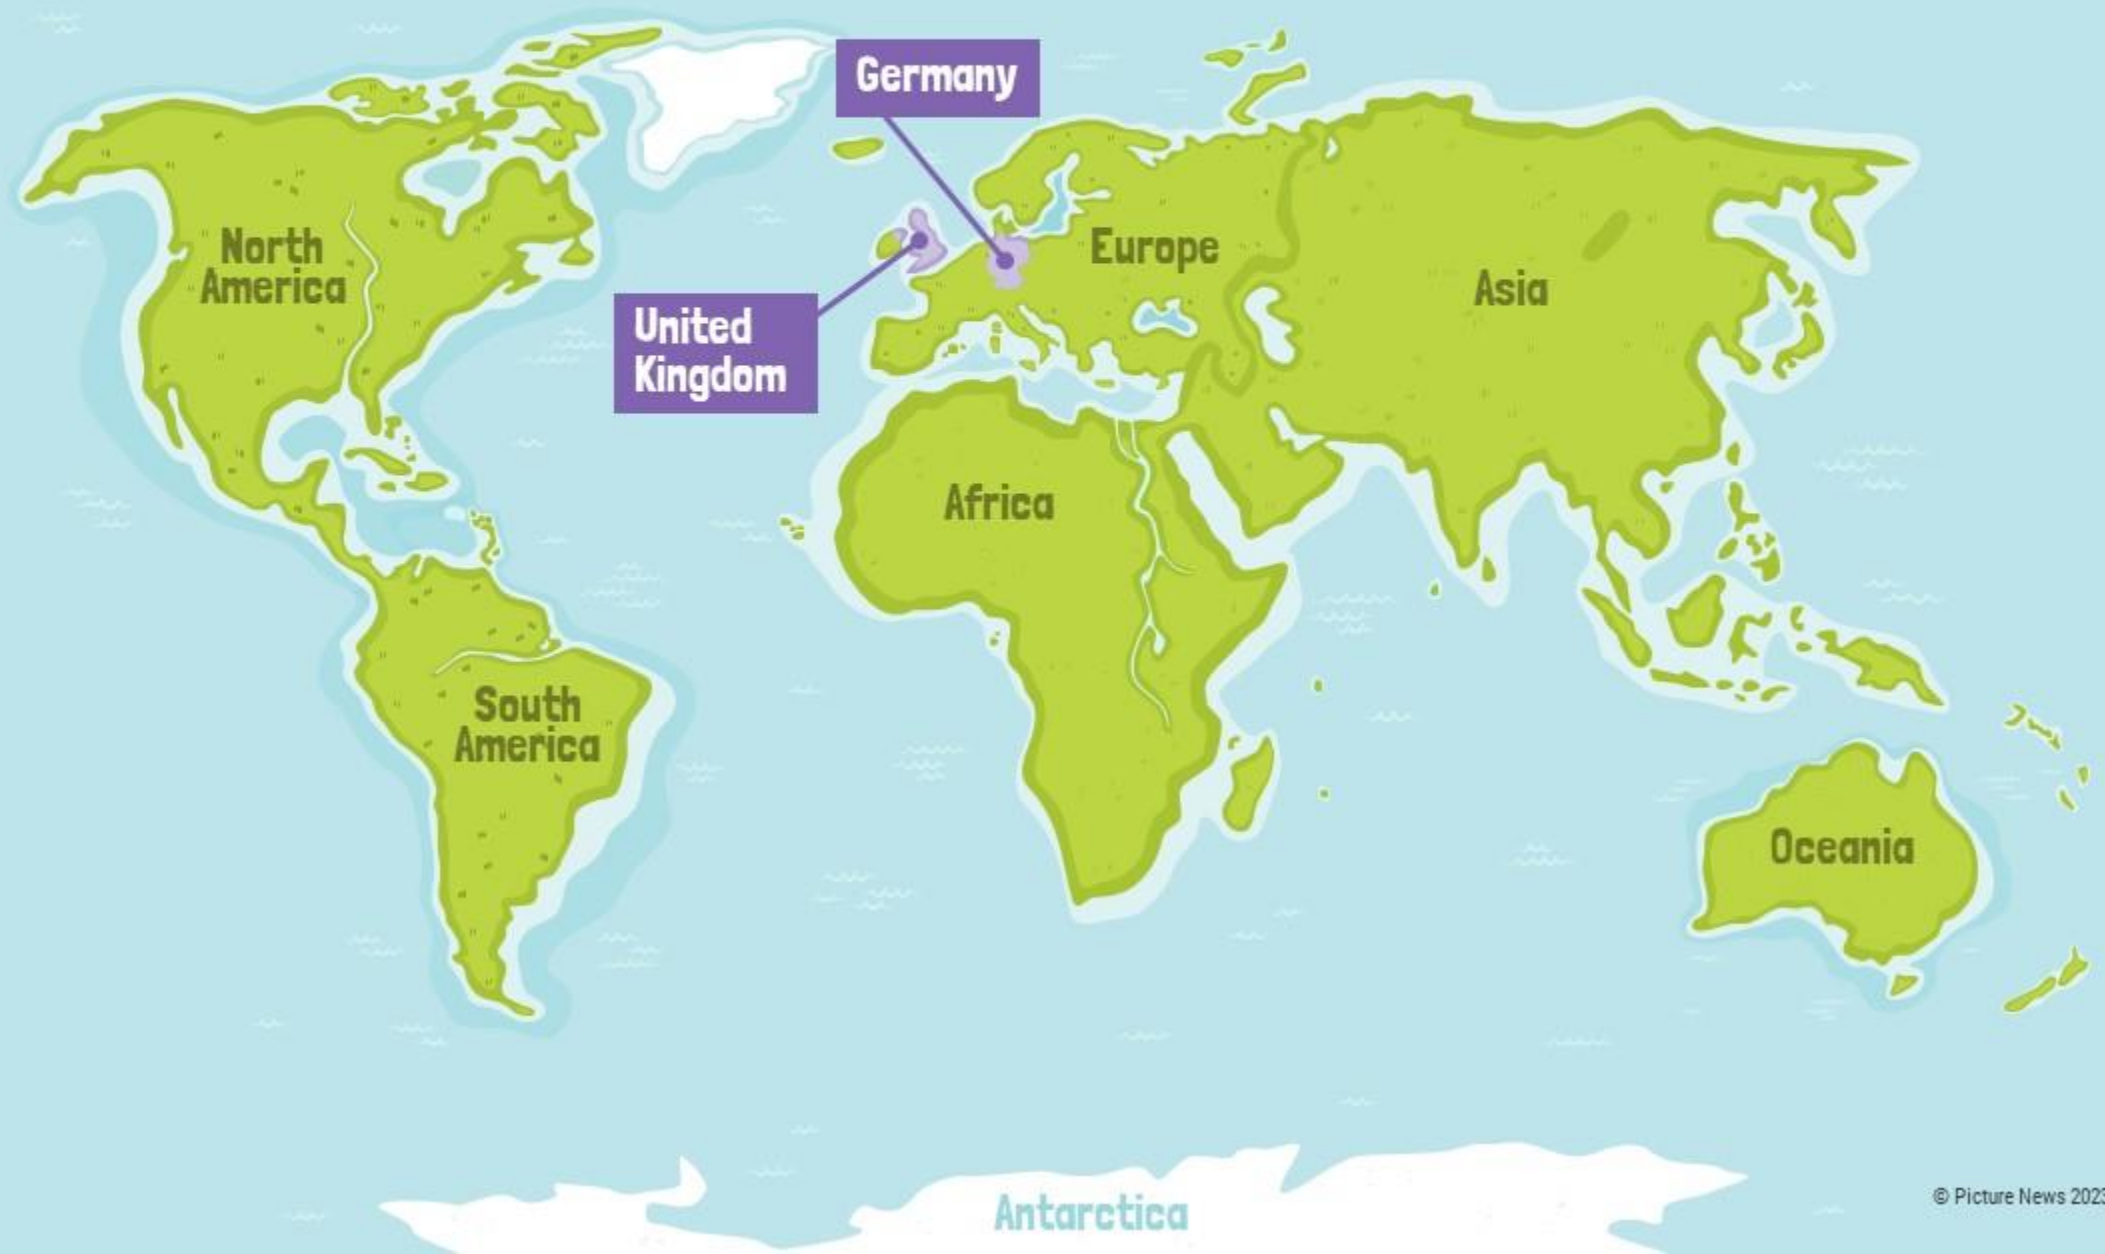 Germany
North
America
Europe
Asia
United
Kingdom
Africa
South
America
Oceania
Antarctica
© Picture News 2023